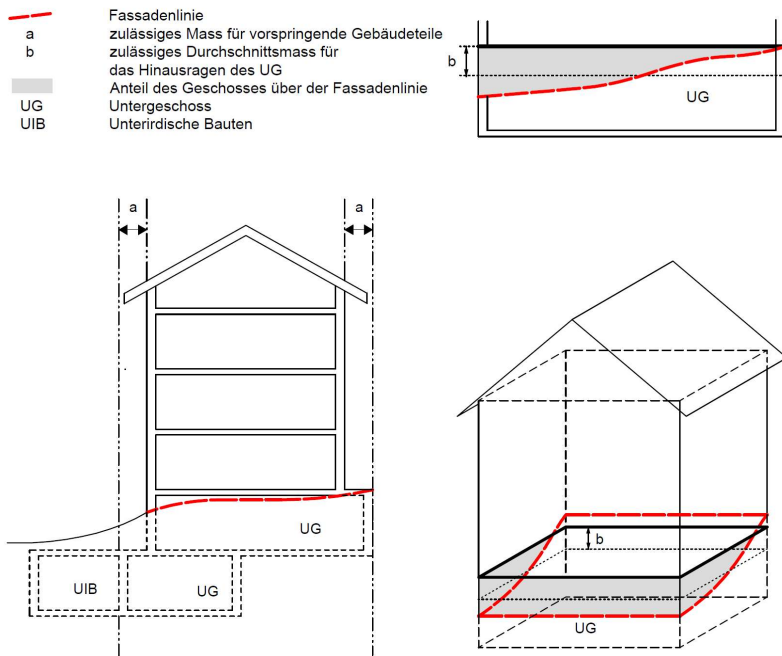 Fassadenlinie
a zulässiges Mass für vorspringende Gebäudeteile
b zulässiges Durchschnittsmass für
das Hinausragen des UG
Anteil des Geschosses über der Fassadenlinie
UG Untergeschoss
UIB Unterirdische Bauten
b
UG
a
a
UG
UIB
UG
b
UG